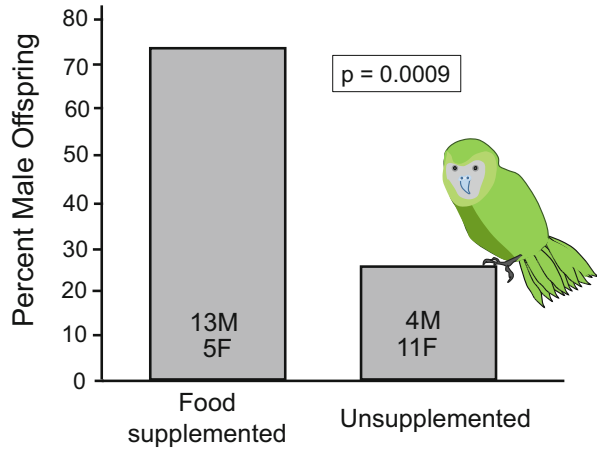 Percent Male Offspring
80
70
60
50
40
30
20
10
0
p = 0.0009
13M
5F
4M
11F
Food
supplemented
Unsupplemented